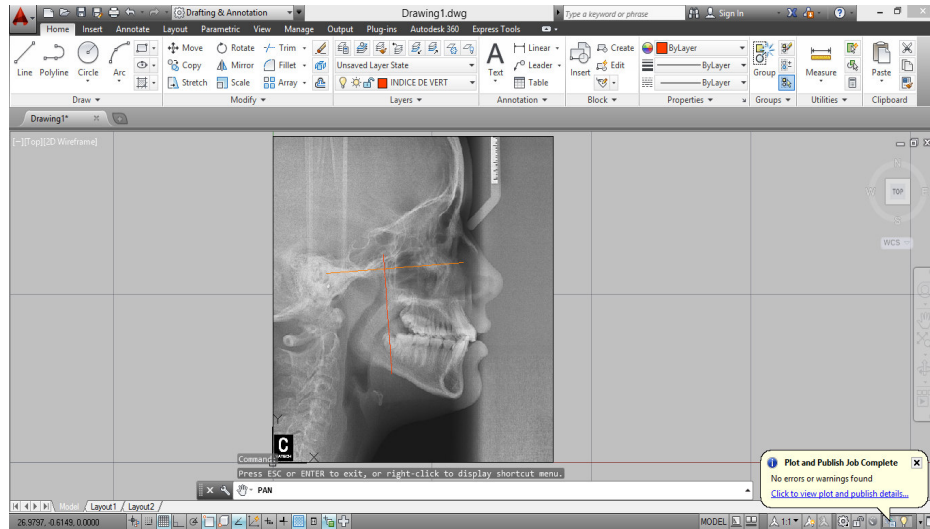 Drafting & Annotation
Drawing1.dwg
Type a keyword or phrase
Sign In
Home Insert Annotate Layout Parametric View Manage Output Plug-ins Autodesk 360 Express Tools
Line Polyline Circle Arc
Move Rotate Trim
Copy Mirror Fillet
Stretch Scale Array
Unsaved Layer State
INDICE DE VERT
Text
Linear
Leader
Table
Insert
Create
Edit
ByLayer
ByLayer
ByLayer
Group
Measure
Paste
Draw Modify Layers Annotation Block Properties Groups Utilities Clipboard
Drawing1*
[−][Top][2D Wireframe]
N
W TOP
S
WCS
Y
C
X
Command:
Press ESC or ENTER to exit, or right-click to display shortcut menu.
PAN
Plot and Publish Job Complete
No errors or warnings found
Click to view plot and publish details...
Model Layout1 Layout2
26.9797, -0.6149, 0.0000
MODEL
1:1